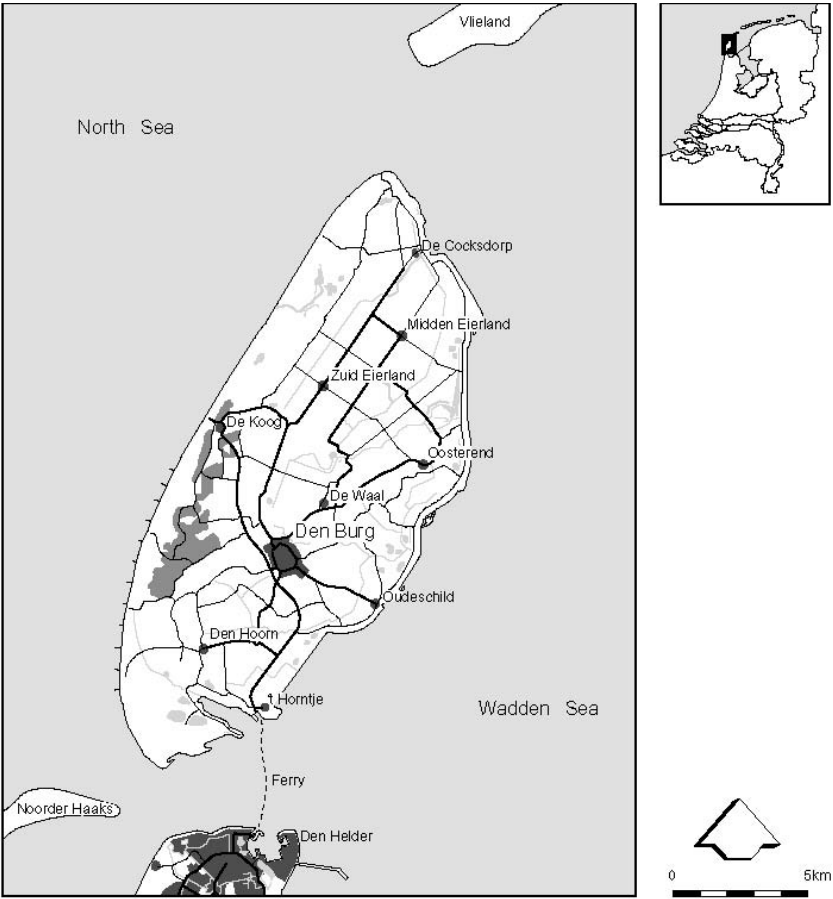 Vlieland
North Sea
De Cocksdorp
Midden Eierland
Zuid Eierland
De Koog
Oosterend
De Waal
Den Burg
Oudeschild
Den Hoorn
't Horntje
Wadden Sea
Ferry
Noorder Haaks
Den Helder
0 5km